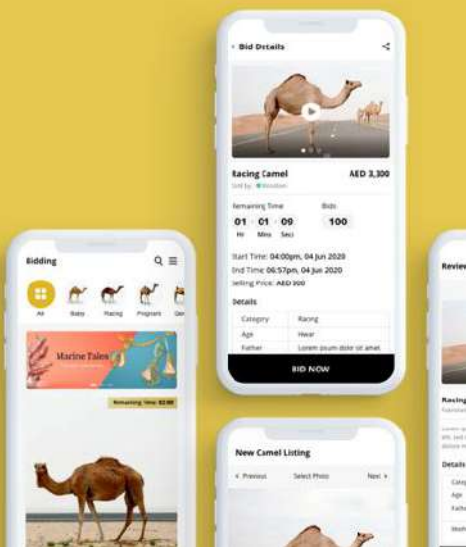 Bid Details
Racing Camel AED 3,300
Remaining Time Bids
01 : 01 : 09 100
Hr Mins Secs
Start Time: 04:00pm, 04 Jun 2020
End Time 06:57pm, 04 Jun 2020
Selling Price: AED 300
Details
Category Racing
Age Hwar
Father Lorem ipsum dolor sit amet
BID NOW
Bidding
All Baby Racing Pregnant
Marine Tales
Remaining Time
New Camel Listing
< Previous Select Photo Next >
Racing
Details
Age